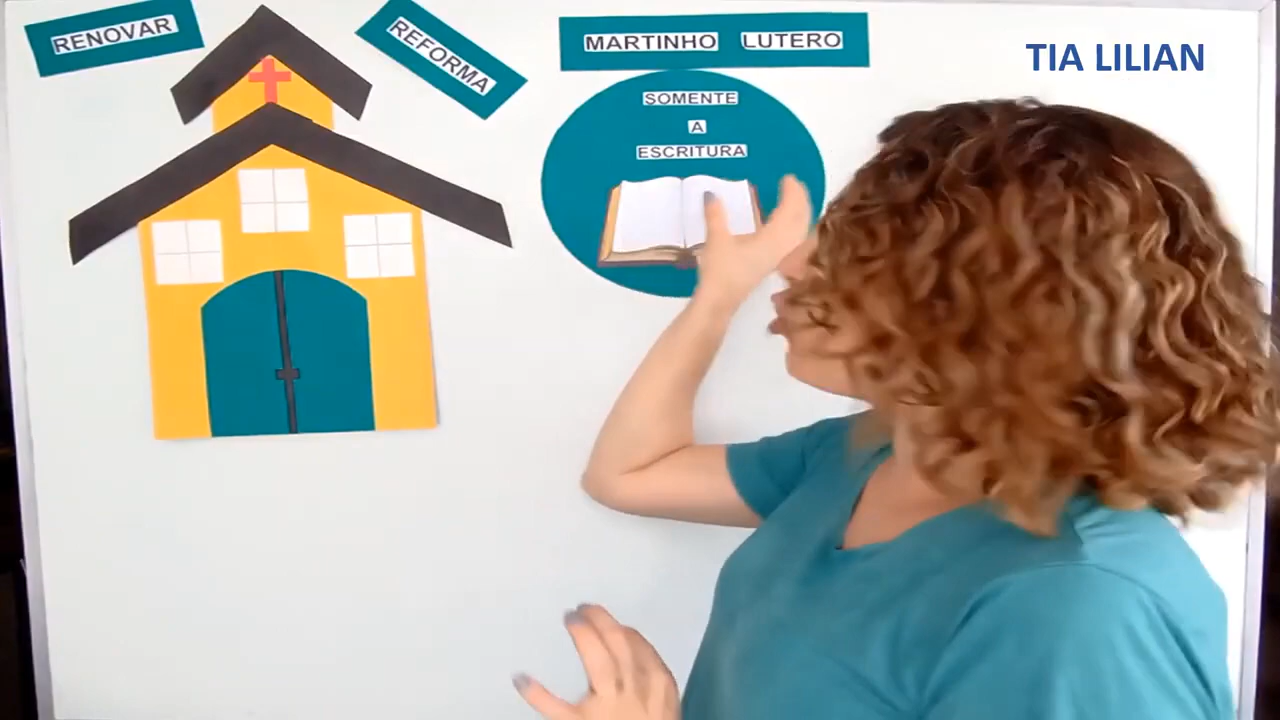 RENOVAR
REFORMA
MARTINHO LUTERO
TIA LILIAN
SOMENTE
A
ESCRITURA